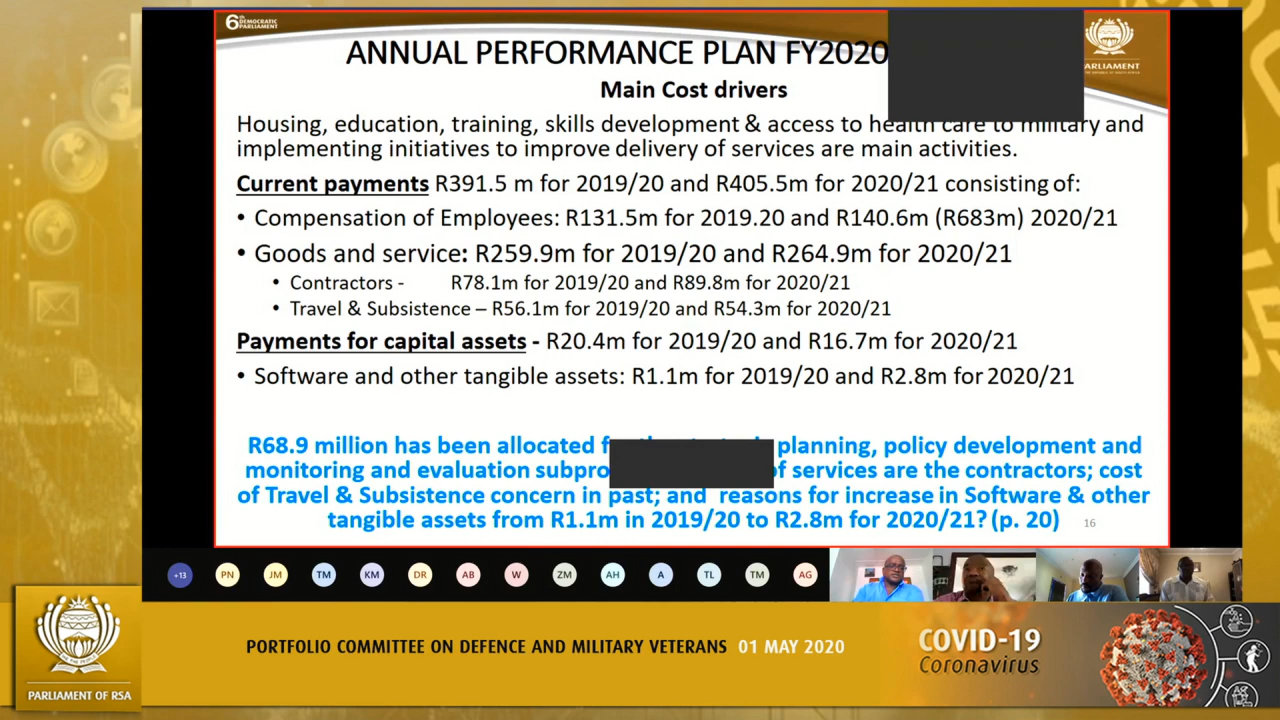 6th DEMOCRATIC PARLIAMENT
ANNUAL PERFORMANCE PLAN FY2020
PARLIAMENT
Main Cost drivers
Housing, education, training, skills development & access to health care to military and
implementing initiatives to improve delivery of services are main activities.
Current payments R391.5 m for 2019/20 and R405.5m for 2020/21 consisting of:
• Compensation of Employees: R131.5m for 2019.20 and R140.6m (R683m) 2020/21
• Goods and service: R259.9m for 2019/20 and R264.9m for 2020/21
• Contractors - R78.1m for 2019/20 and R89.8m for 2020/21
• Travel & Subsistence – R56.1m for 2019/20 and R54.3m for 2020/21
Payments for capital assets - R20.4m for 2019/20 and R16.7m for 2020/21
• Software and other tangible assets: R1.1m for 2019/20 and R2.8m for 2020/21
R68.9 million has been allocated planning, policy development and
monitoring and evaluation of services are the contractors; cost
of Travel & Subsistence concern in past; and reasons for increase in Software & other
tangible assets from R1.1m in 2019/20 to R2.8m for 2020/21? (p. 20)
16
+13 PN JM TM KM DR AB W ZM AH A TL TM AG
PORTFOLIO COMMITTEE ON DEFENCE AND MILITARY VETERANS 01 MAY 2020
COVID-19
Coronavirus
PARLIAMENT OF RSA